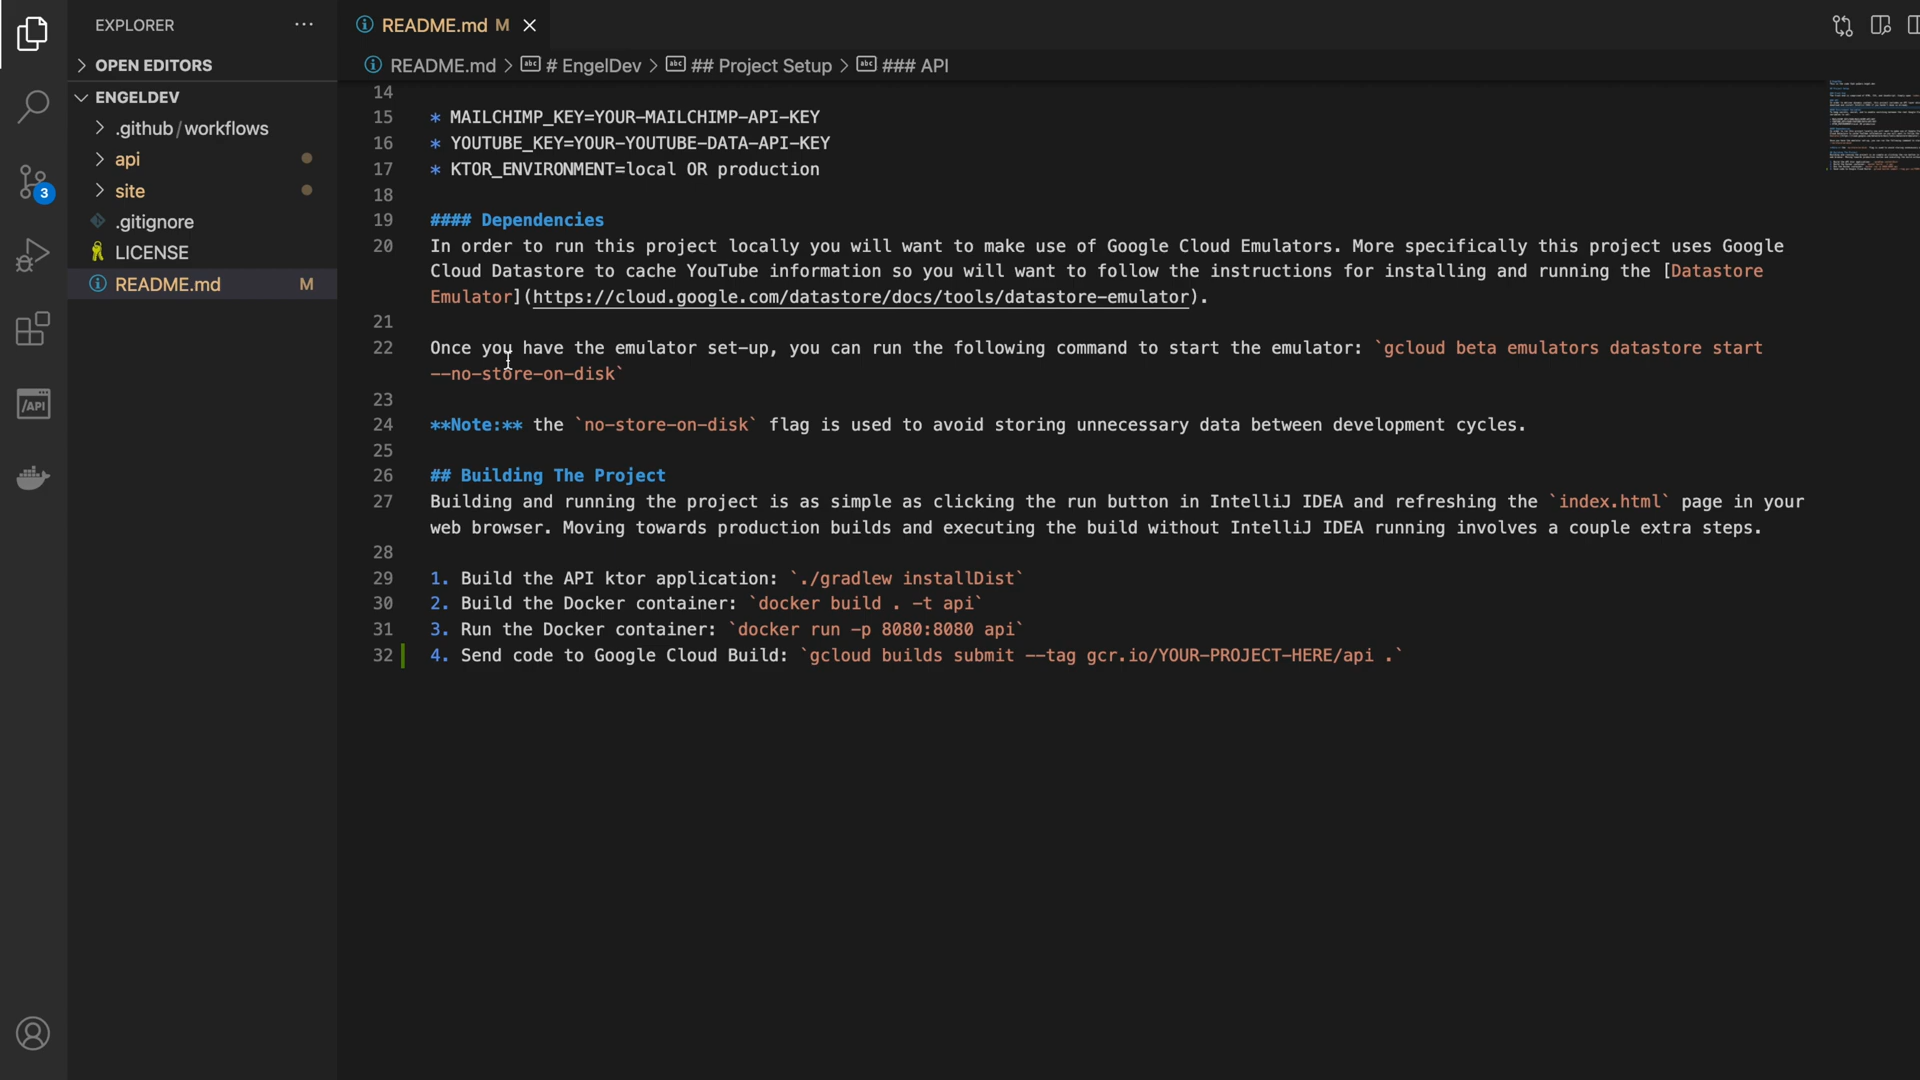 EXPLORER
OPEN EDITORS
ENGELDEV
.github/workflows
api
site
.gitignore
LICENSE
README.md M
3
/API
README.md M
README.md > abc # EngelDev > abc ## Project Setup > abc ### API
14
15 * MAILCHIMP_KEY=YOUR-MAILCHIMP-API-KEY
16 * YOUTUBE_KEY=YOUR-YOUTUBE-DATA-API-KEY
17 * KTOR_ENVIRONMENT=local OR production
18
19 #### Dependencies
20 In order to run this project locally you will want to make use of Google Cloud Emulators. More specifically this project uses Google
Cloud Datastore to cache YouTube information so you will want to follow the instructions for installing and running the [Datastore
Emulator](https://cloud.google.com/datastore/docs/tools/datastore-emulator).
21
22 Once you have the emulator set-up, you can run the following command to start the emulator: `gcloud beta emulators datastore start
--no-store-on-disk`
23
24 **Note:** the `no-store-on-disk` flag is used to avoid storing unnecessary data between development cycles.
25
26 ## Building The Project
27 Building and running the project is as simple as clicking the run button in IntelliJ IDEA and refreshing the `index.html` page in your
web browser. Moving towards production builds and executing the build without IntelliJ IDEA running involves a couple extra steps.
28
29 1. Build the API ktor application: `./gradlew installDist`
30 2. Build the Docker container: `docker build . -t api`
31 3. Run the Docker container: `docker run -p 8080:8080 api`
32 4. Send code to Google Cloud Build: `gcloud builds submit --tag gcr.io/YOUR-PROJECT-HERE/api .`